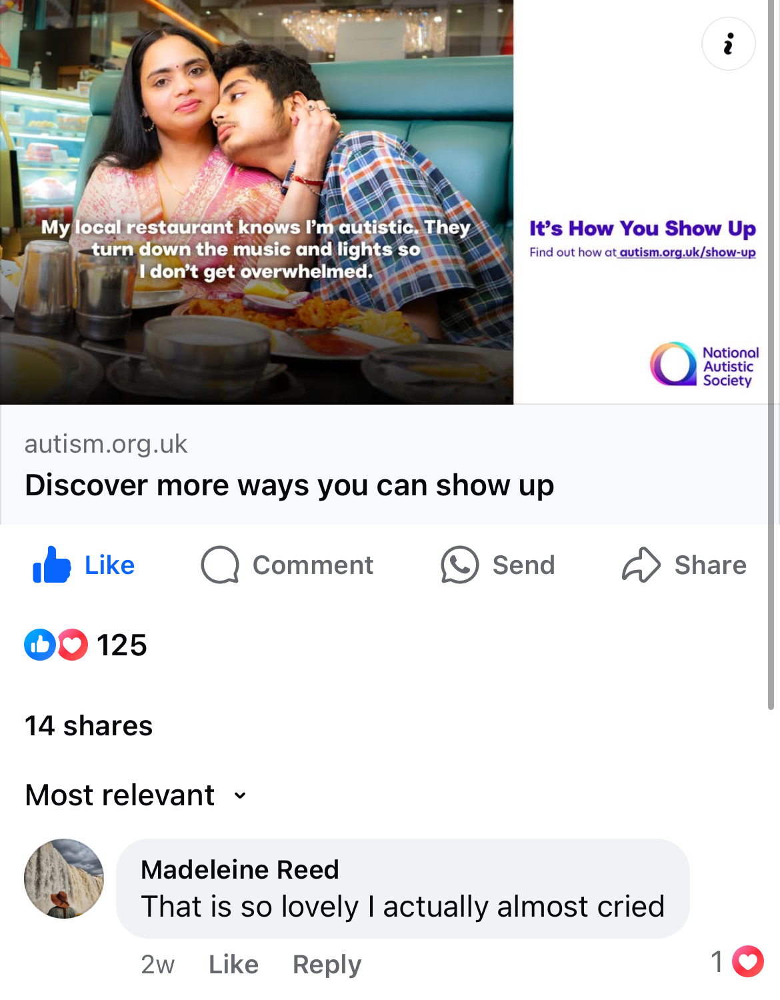 My local restaurant knows I'm autistic. They
turn down the music and lights so
I don't get overwhelmed.
It's How You Show Up
Find out how at autism.org.uk/show-up
National
Autistic
Society
autism.org.uk
Discover more ways you can show up
Like
Comment
Send
Share
125
14 shares
Most relevant
Madeleine Reed
That is so lovely I actually almost cried
2w
Like
Reply
1